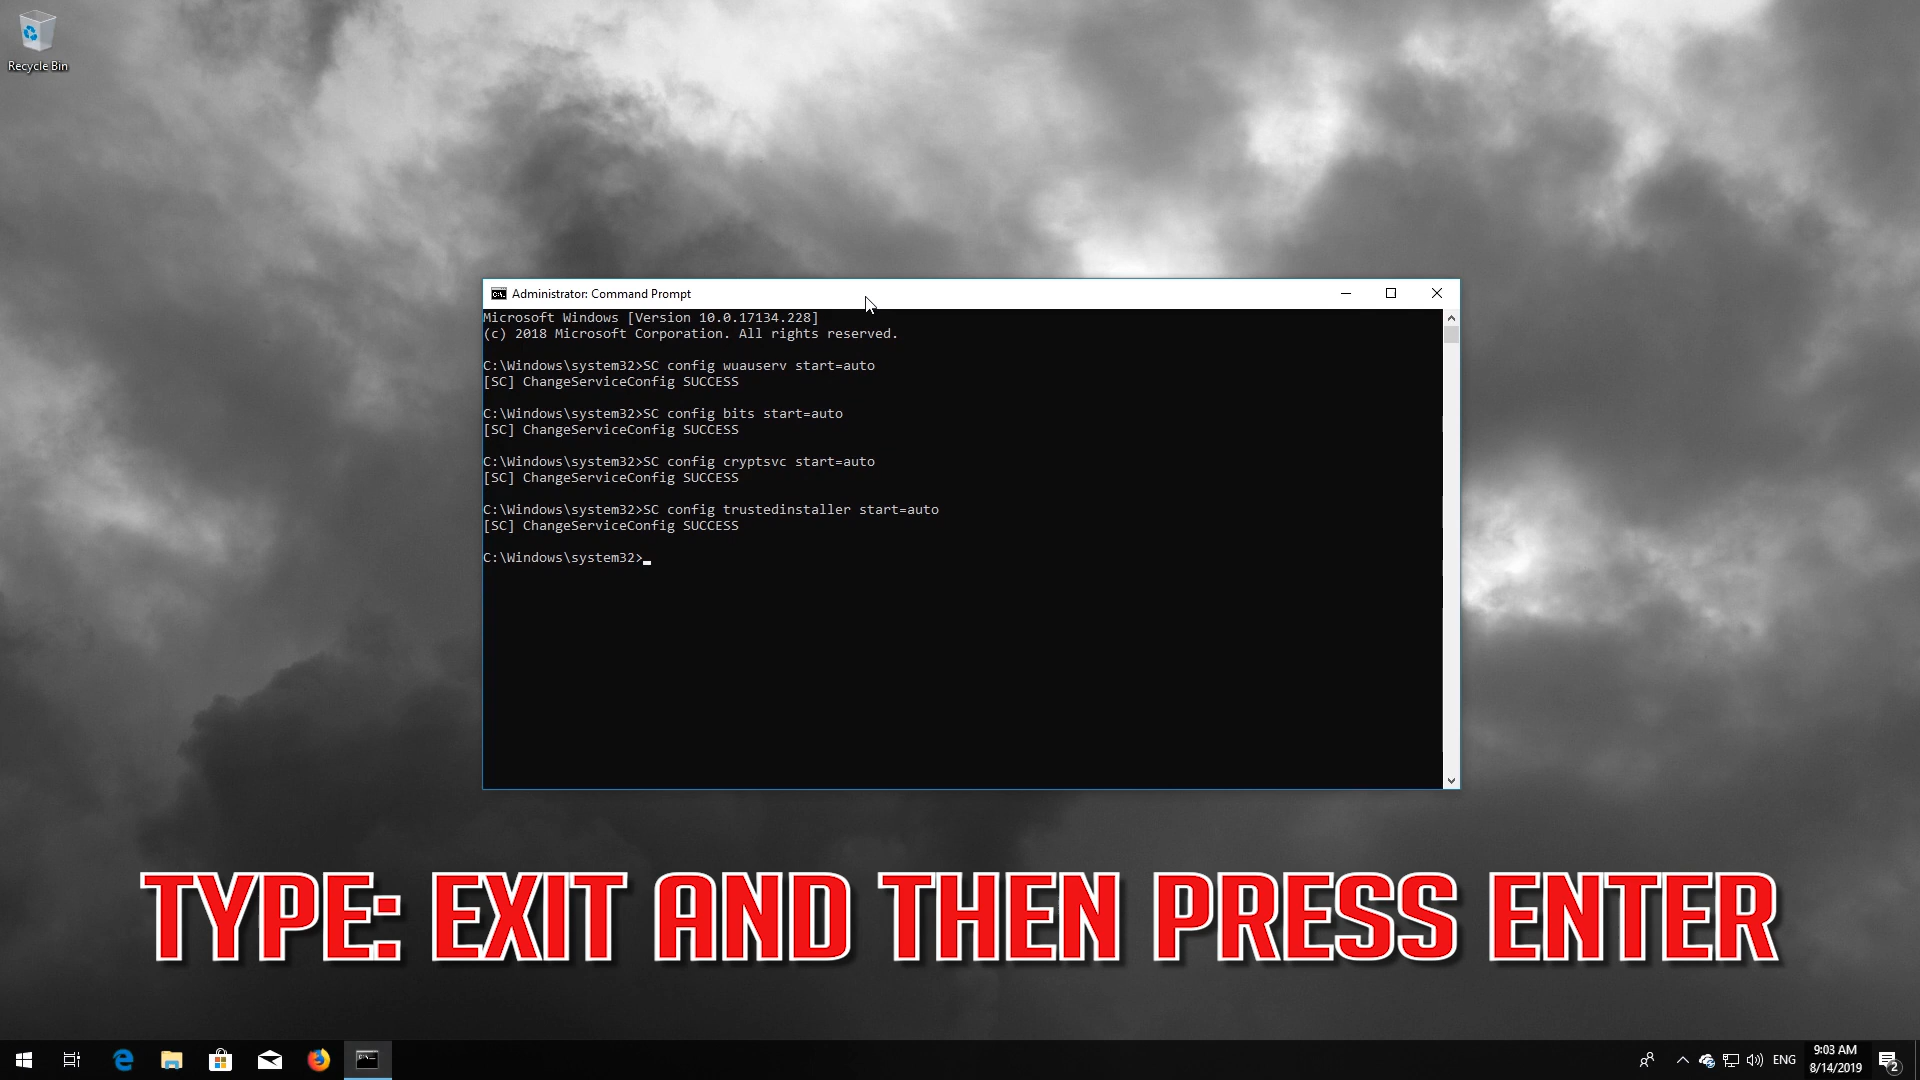 Recycle Bin
Administrator: Command Prompt
Microsoft Windows [Version 10.0.17134.228]
(c) 2018 Microsoft Corporation. All rights reserved.
C:\Windows\system32>SC config wuauserv start=auto
[SC] ChangeServiceConfig SUCCESS
C:\Windows\system32>SC config bits start=auto
[SC] ChangeServiceConfig SUCCESS
C:\Windows\system32>SC config cryptsvc start=auto
[SC] ChangeServiceConfig SUCCESS
C:\Windows\system32>SC config trustedinstaller start=auto
[SC] ChangeServiceConfig SUCCESS
C:\Windows\system32>
TYPE: EXIT AND THEN PRESS ENTER
ENG
9:03 AM
8/14/2019
2